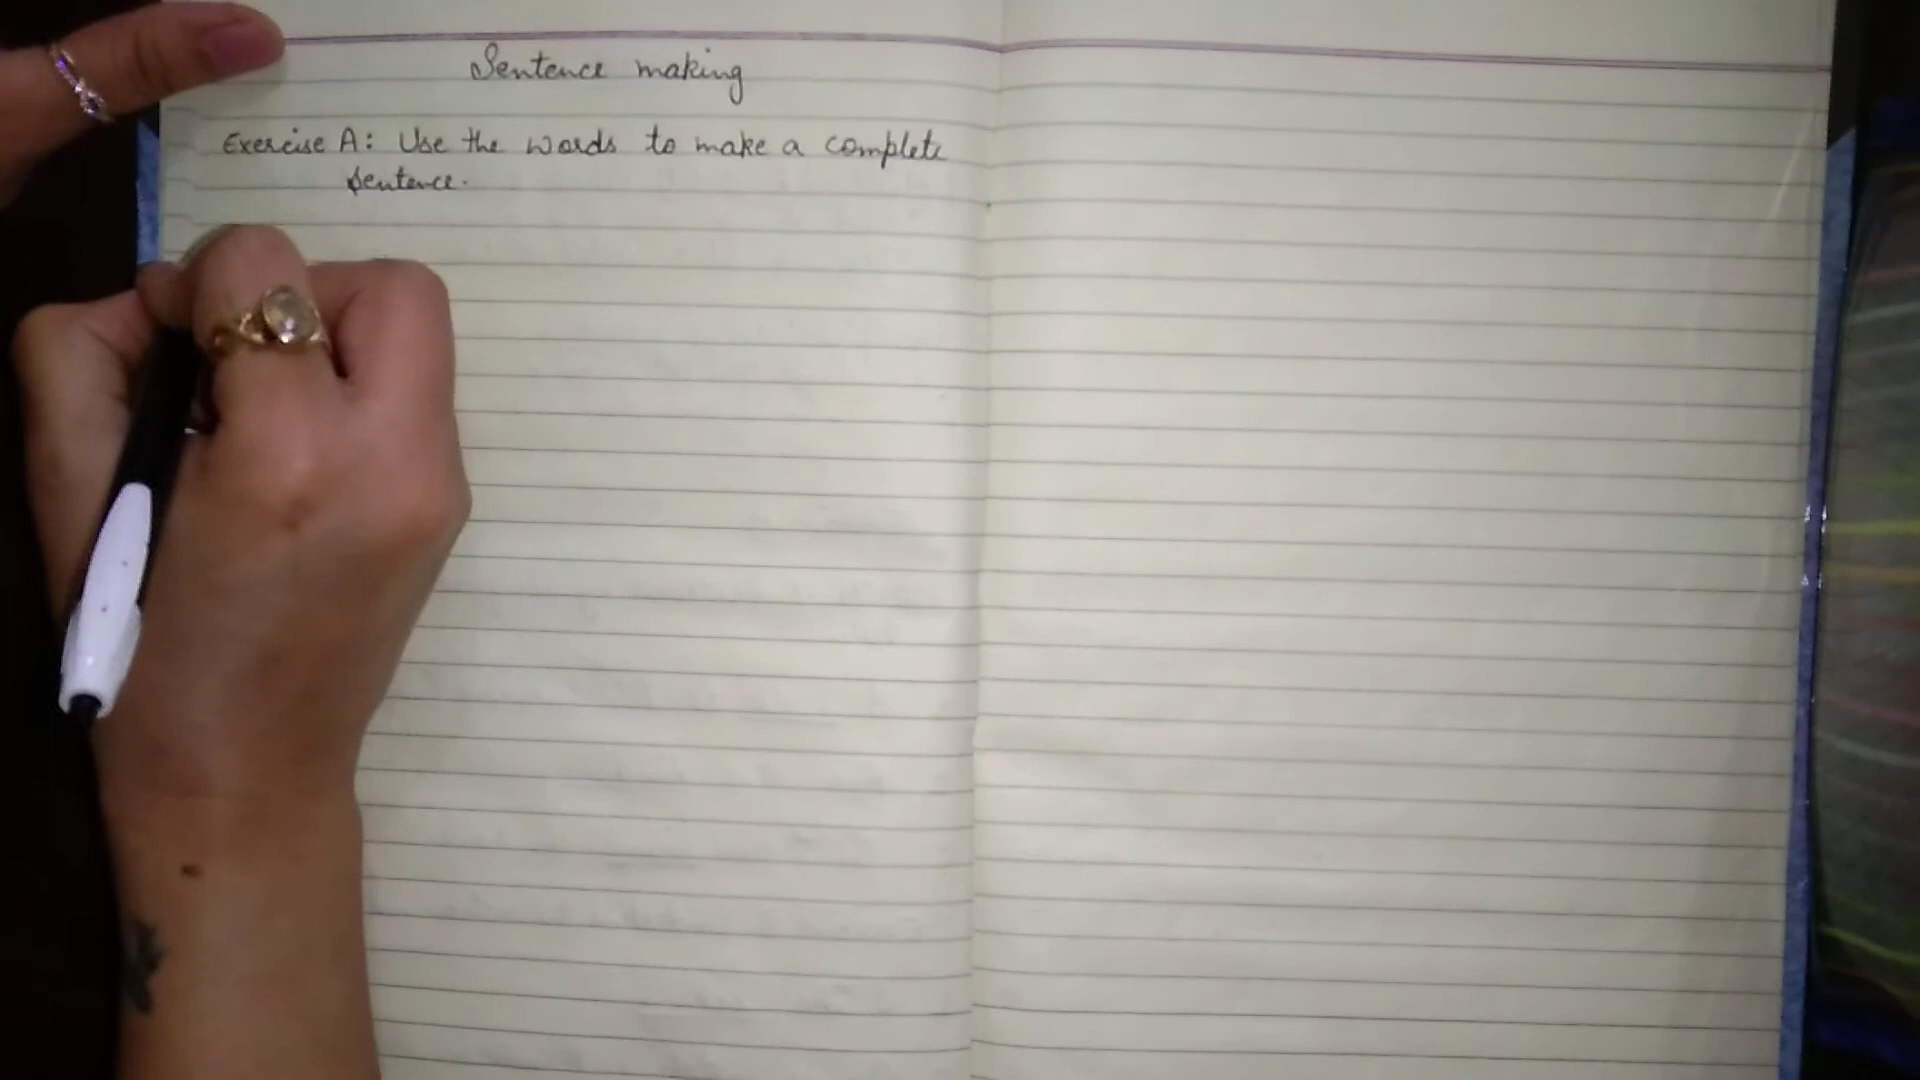 Sentence making
Exercise A: Use the words to make a complete
sentence.